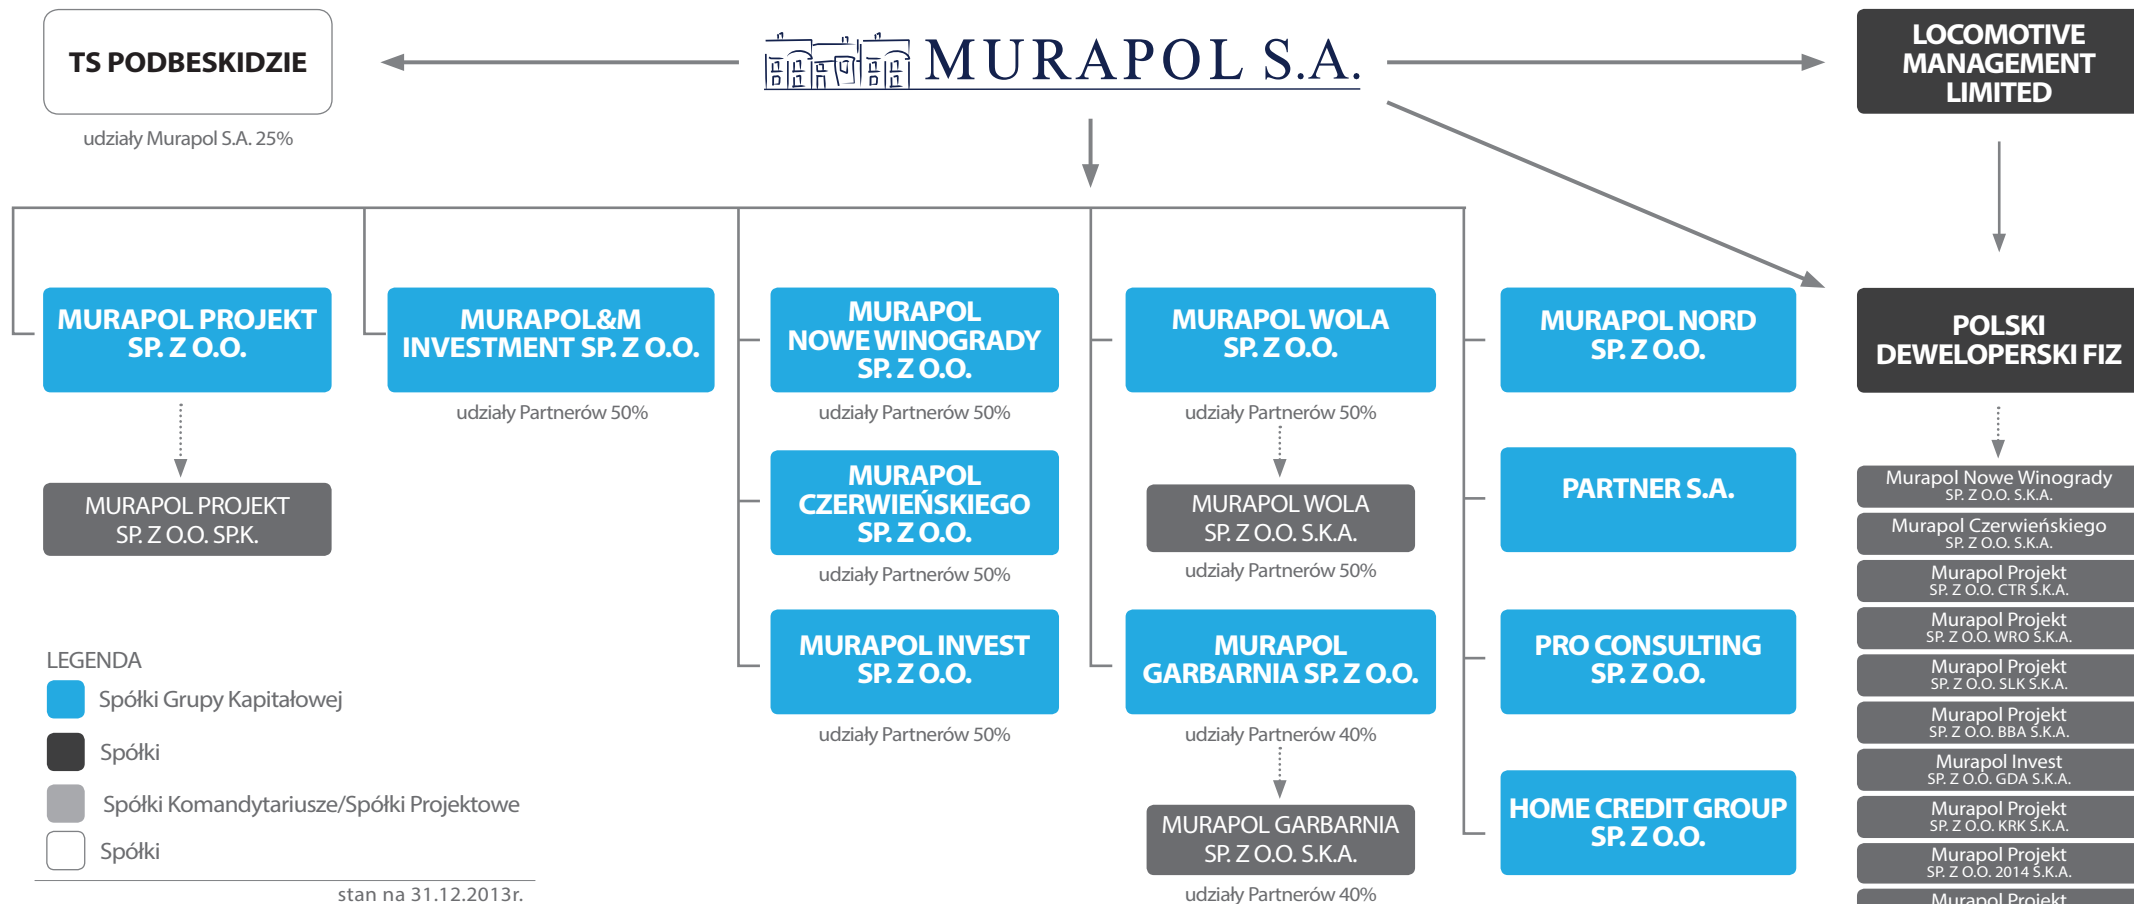 TS PODBESKIDZIE
udziały Murapol S.A. 25%
MURAPOL S.A.
LOCOMOTIVE
MANAGEMENT
LIMITED
MURAPOL PROJEKT
SP. Z O.O.
MURAPOL PROJEKT
SP. Z O.O. SP.K.
MURAPOL&M
INVESTMENT SP. Z O.O.
udziały Partnerów 50%
MURAPOL
NOWE WINOGRADY
SP. Z O.O.
udziały Partnerów 50%
MURAPOL
CZERWIEŃSKIEGO
SP. Z O.O.
udziały Partnerów 50%
MURAPOL INVEST
SP. Z O.O.
udziały Partnerów 50%
MURAPOL WOLA
SP. Z O.O.
udziały Partnerów 50%
MURAPOL WOLA
SP. Z O.O. S.K.A.
udziały Partnerów 50%
MURAPOL
GARBARNIA SP. Z O.O.
udziały Partnerów 40%
MURAPOL GARBARNIA
SP. Z O.O. S.K.A.
udziały Partnerów 40%
MURAPOL NORD
SP. Z O.O.
PARTNER S.A.
PRO CONSULTING
SP. Z O.O.
HOME CREDIT GROUP
SP. Z O.O.
POLSKI
DEWELOPERSKI FIZ
Murapol Nowe Winogrady
SP. Z O.O. S.K.A.
Murapol Czerwieńskiego
SP. Z O.O. S.K.A.
Murapol Projekt
SP. Z O.O. CTR S.K.A.
Murapol Projekt
SP. Z O.O. WRO S.K.A.
Murapol Projekt
SP. Z O.O. SLK S.K.A.
Murapol Projekt
SP. Z O.O. BBA S.K.A.
Murapol Invest
SP. Z O.O. GDA S.K.A.
Murapol Projekt
SP. Z O.O. KRK S.K.A.
Murapol Projekt
SP. Z O.O. 2014 S.K.A.
Murapol Projekt
LEGENDA
Spółki Grupy Kapitałowej
Spółki
Spółki Komandytariusze/Spółki Projektowe
Spółki
stan na 31.12.2013r.